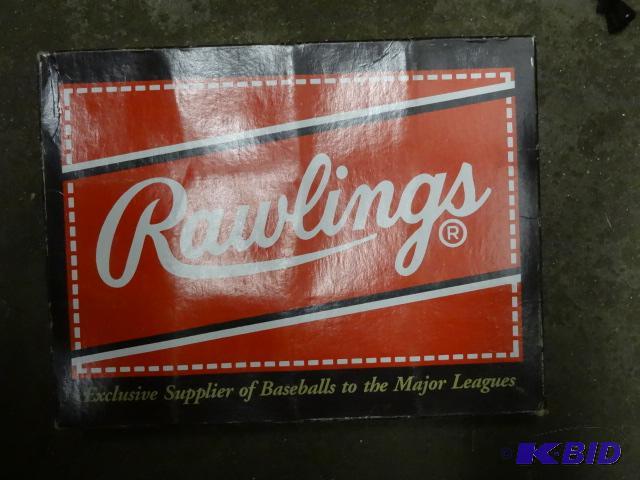 Rawlings®
Exclusive Supplier of Baseballs to the Major Leagues
K-BID